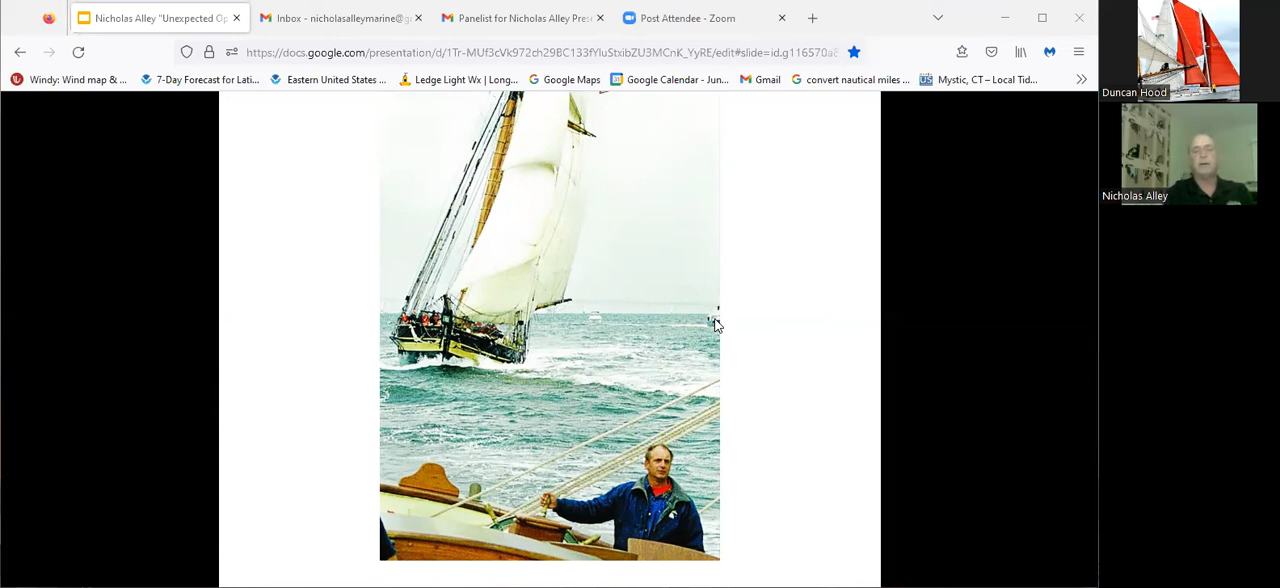 Nicholas Alley "Unexpected Op
Inbox - nicholasalleymarine@g
Panelist for Nicholas Alley Pres
Post Attendee - Zoom
https://docs.google.com/presentation/d/1Tr-MUf3cVk972ch29BC133fYluStxibZU3MCnK_YyRE/edit#slide=id.g116570a
Windy: Wind map & ...
7-Day Forecast for Lati...
Eastern United States ...
Ledge Light Wx | Long...
Google Maps
Google Calendar - Jun...
Gmail
convert nautical miles ...
Mystic, CT – Local Tid...
Duncan Hood
Nicholas Alley